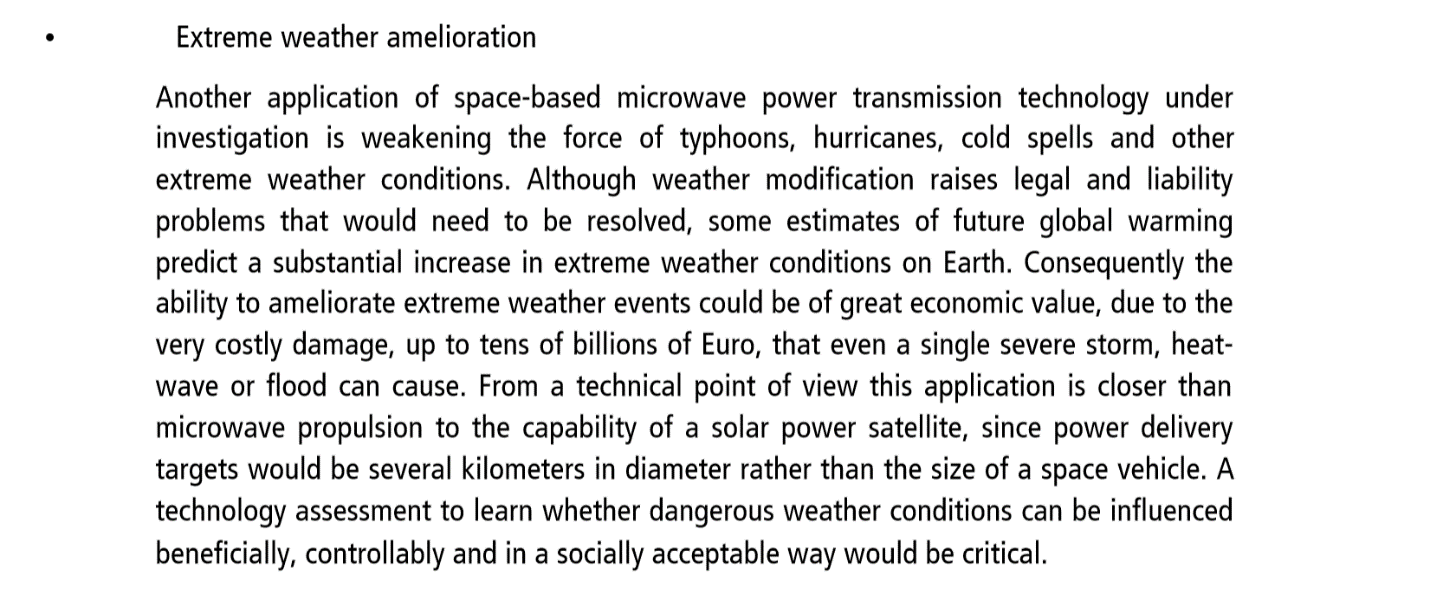 • Extreme weather amelioration
Another application of space-based microwave power transmission technology under
investigation is weakening the force of typhoons, hurricanes, cold spells and other
extreme weather conditions. Although weather modification raises legal and liability
problems that would need to be resolved, some estimates of future global warming
predict a substantial increase in extreme weather conditions on Earth. Consequently the
ability to ameliorate extreme weather events could be of great economic value, due to the
very costly damage, up to tens of billions of Euro, that even a single severe storm, heat-
wave or flood can cause. From a technical point of view this application is closer than
microwave propulsion to the capability of a solar power satellite, since power delivery
targets would be several kilometers in diameter rather than the size of a space vehicle. A
technology assessment to learn whether dangerous weather conditions can be influenced
beneficially, controllably and in a socially acceptable way would be critical.